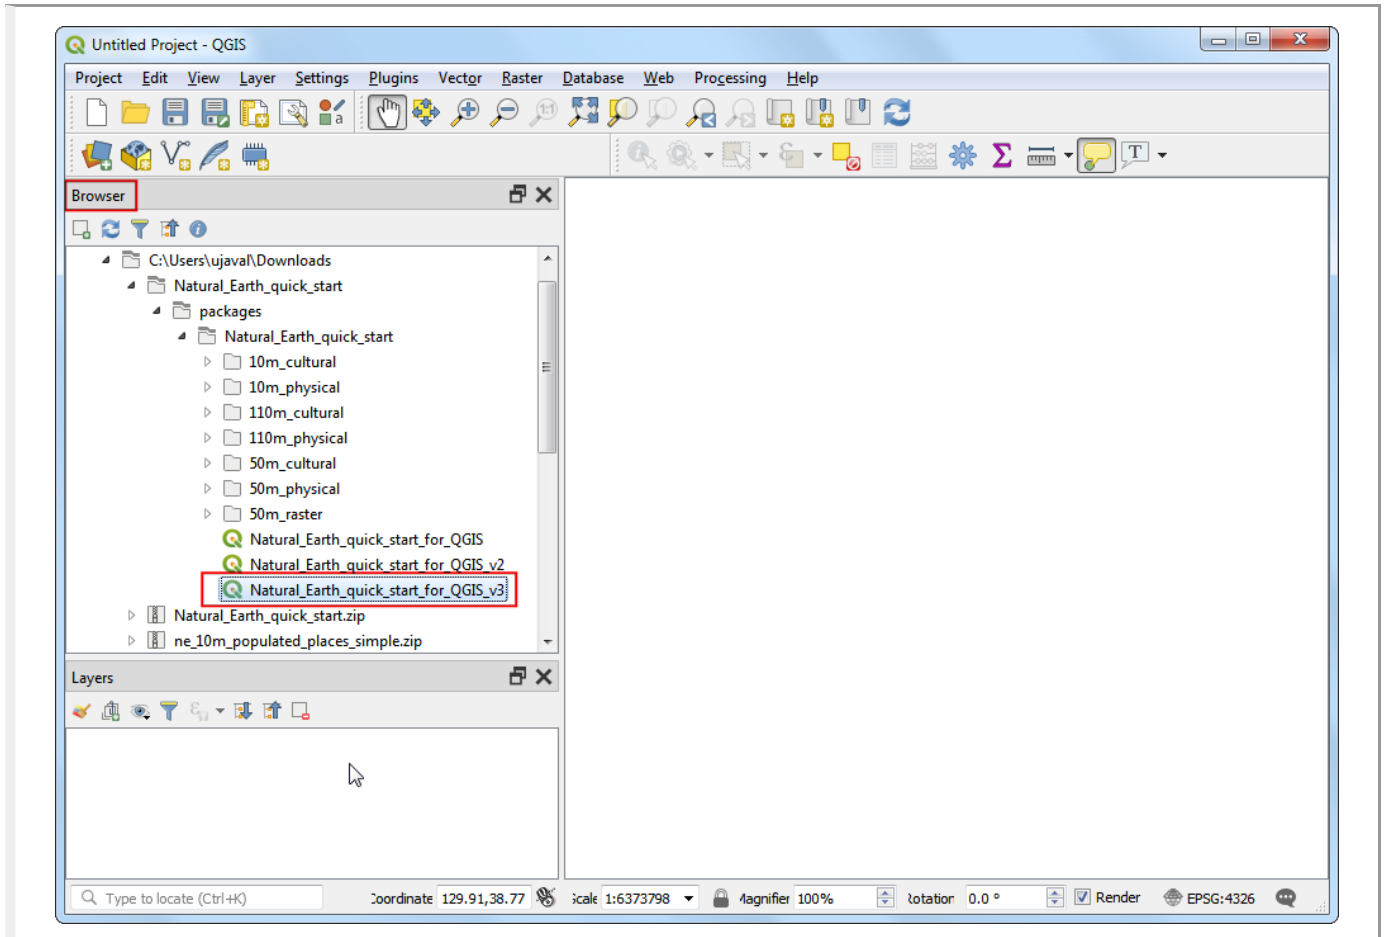 Untitled Project - QGIS
Project Edit View Layer Settings Plugins Vector Raster Database Web Processing Help
Browser
C:\Users\ujaval\Downloads
Natural_Earth_quick_start
packages
Natural_Earth_quick_start
10m_cultural
10m_physical
110m_cultural
110m_physical
50m_cultural
50m_physical
50m_raster
Natural_Earth_quick_start_for_QGIS
Natural_Earth_quick_start_for_QGIS_v2
Natural_Earth_quick_start_for_QGIS_v3
Natural_Earth_quick_start.zip
ne_10m_populated_places_simple.zip
Layers
Type to locate (Ctrl+K) Coordinate 129.91,38.77 Scale 1:6373798 Magnifier 100% Rotation 0.0 ° Render EPSG:4326